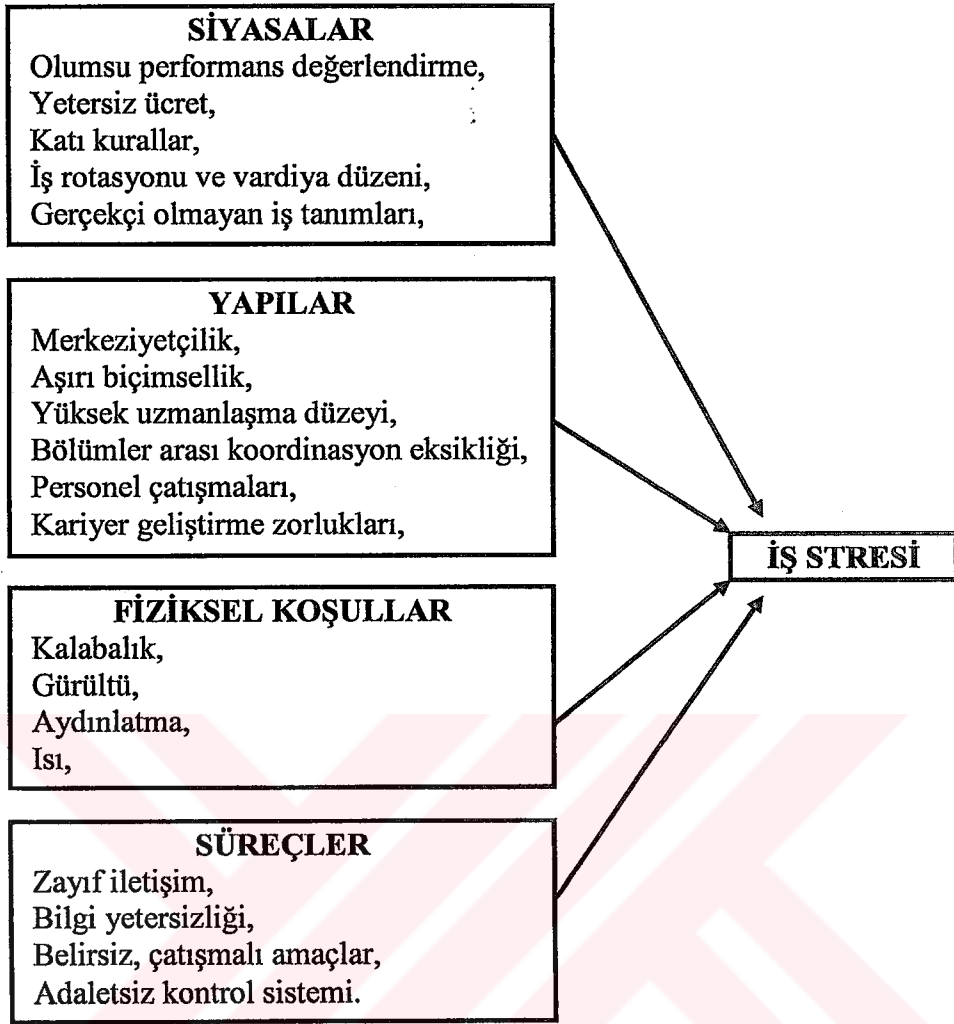 SİYASALAR
Olumsu performans değerlendirme,
Yetersiz ücret,
Katı kurallar,
İş rotasyonu ve vardiya düzeni,
Gerçekçi olmayan iş tanımları,
YAPILAR
Merkeziyetçilik,
Aşırı biçimsellik,
Yüksek uzmanlaşma düzeyi,
Bölümler arası koordinasyon eksikliği,
Personel çatışmaları,
Kariyer geliştirme zorlukları,
İŞ STRESİ
FİZİKSEL KOŞULLAR
Kalabalık,
Gürültü,
Aydınlatma,
Isı,
SÜREÇLER
Zayıf iletişim,
Bilgi yetersizliği,
Belirsiz, çatışmalı amaçlar,
Adaletsiz kontrol sistemi.